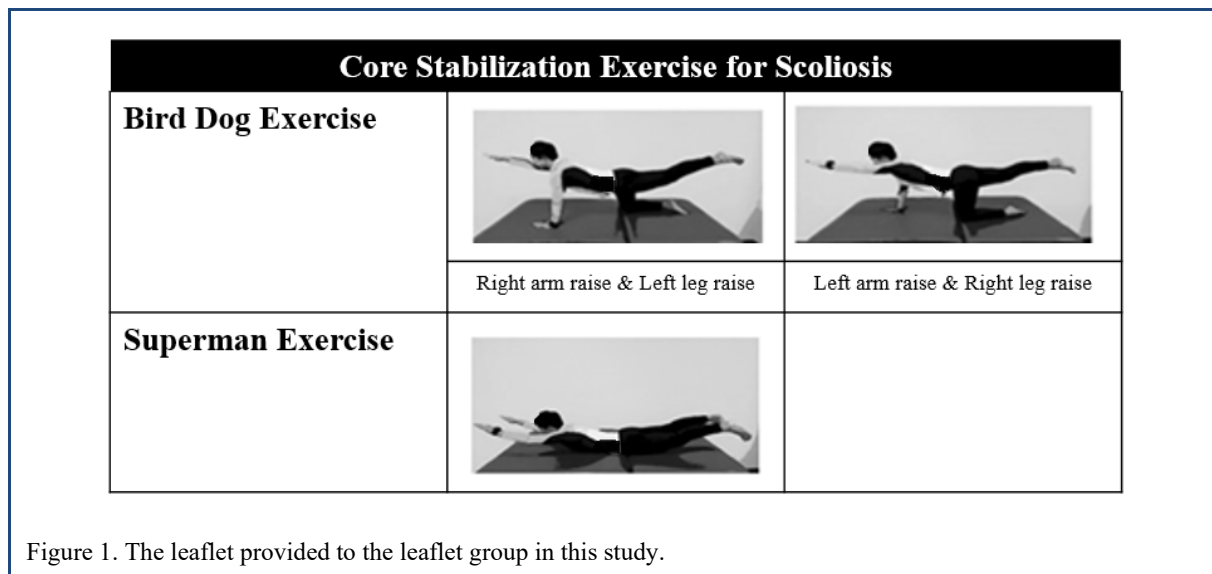 Core Stabilization Exercise for Scoliosis
Bird Dog Exercise
Right arm raise & Left leg raise
Left arm raise & Right leg raise
Superman Exercise
Figure 1. The leaflet provided to the leaflet group in this study.